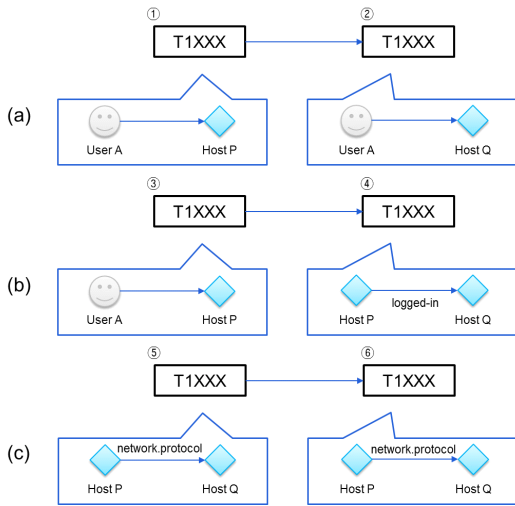 ① ②
T1XXX T1XXX
(a)
User A Host P User A Host Q
③ ④
T1XXX T1XXX
(b)
logged-in
User A Host P Host P Host Q
⑤ ⑥
T1XXX T1XXX
(c)
network.protocol network.protocol
Host P Host Q Host P Host Q